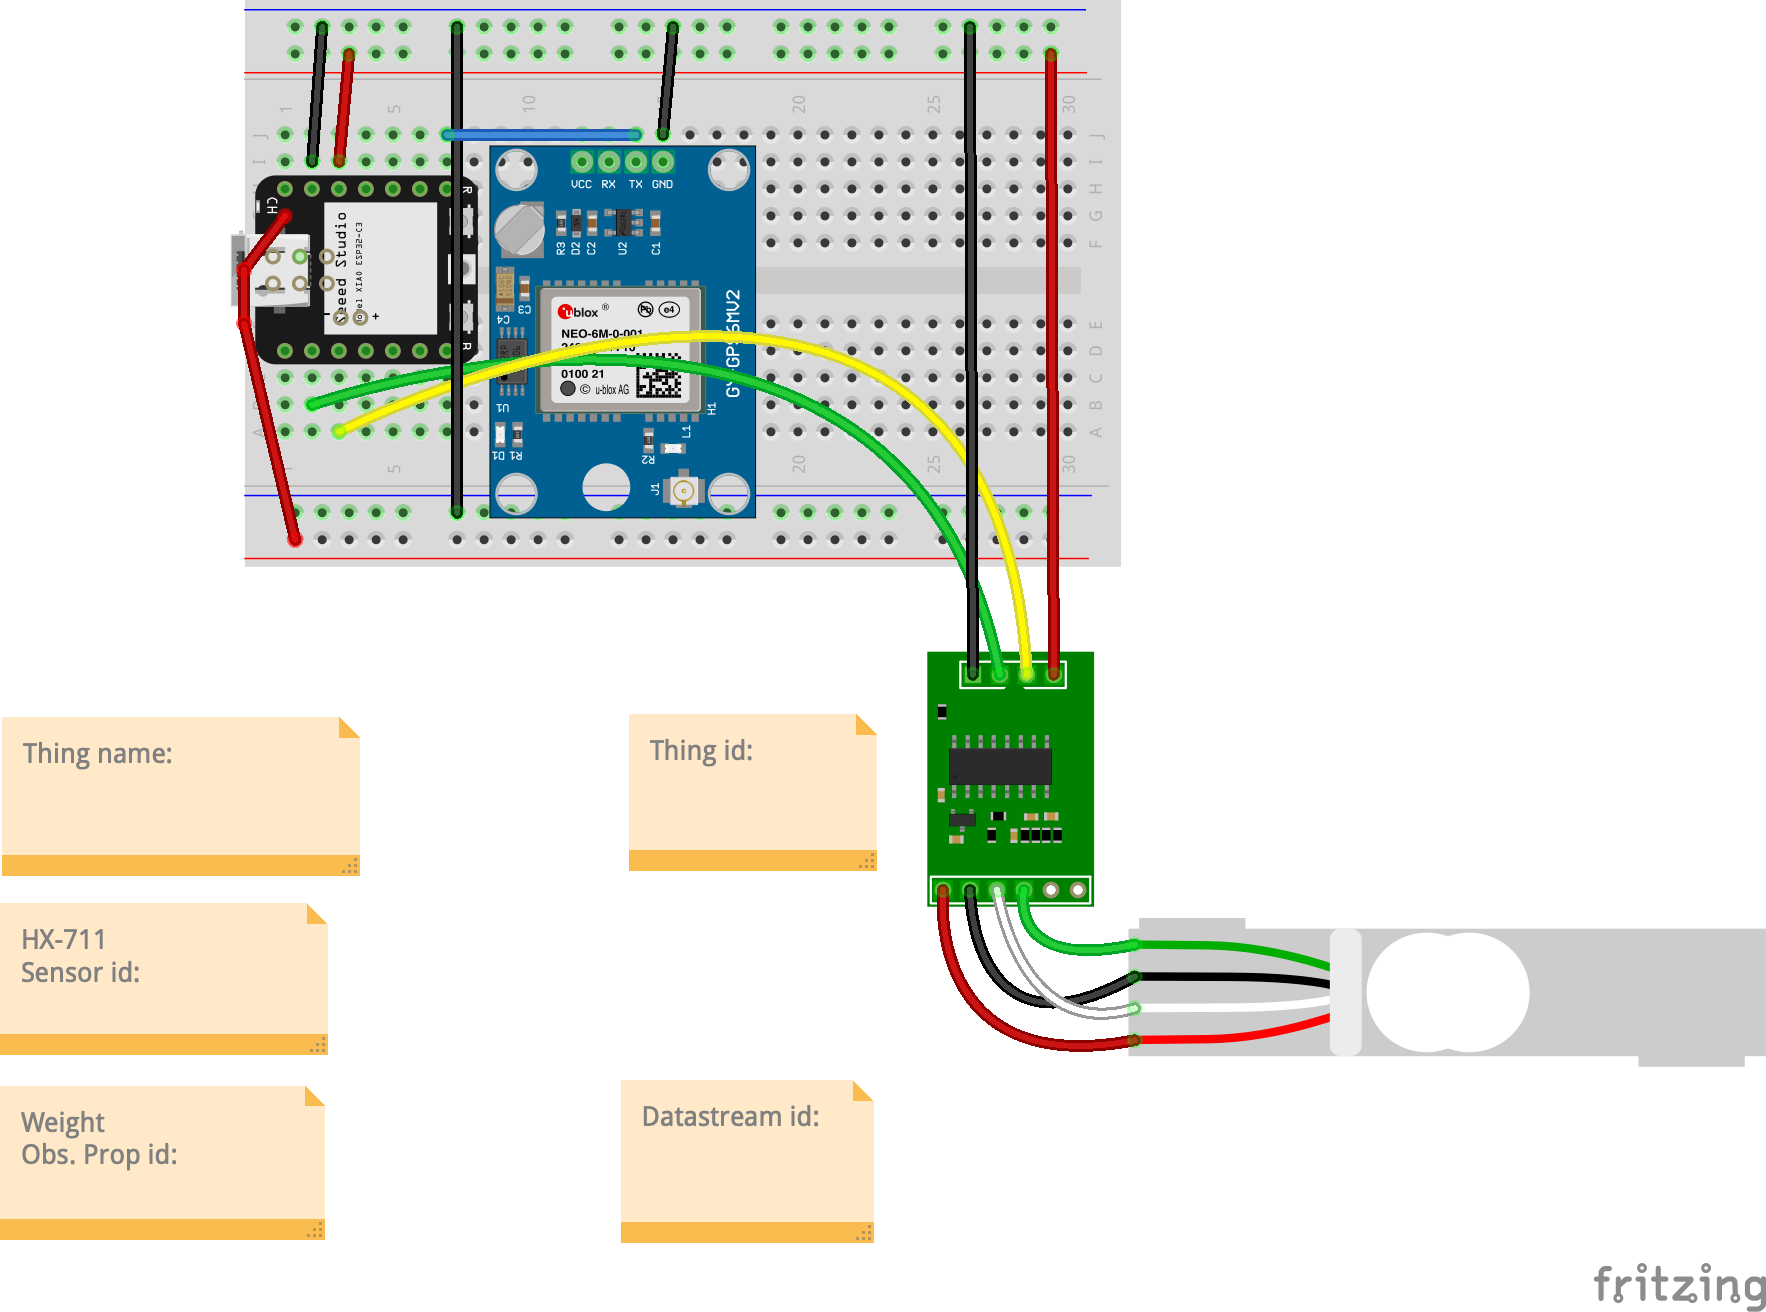 1
5
10
20
25
30
J
J
I
I
H
G
F
E
D
C
B
A
A
B
5
20
25
30
CH
R
R
Seeed Studio
XIAO ESP32-C3
- +
VCC RX TX GND
R3 D2 C2 U2 C1
C3
C4
ublox ®
Pb
e4
NEO-6M-0-001
0100 21
© u-blox AG
U1
D1 R1
R2
L1
H1
J1
Thing name:
Thing id:
HX-711
Sensor id:
Weight
Obs. Prop id:
Datastream id:
fritzing